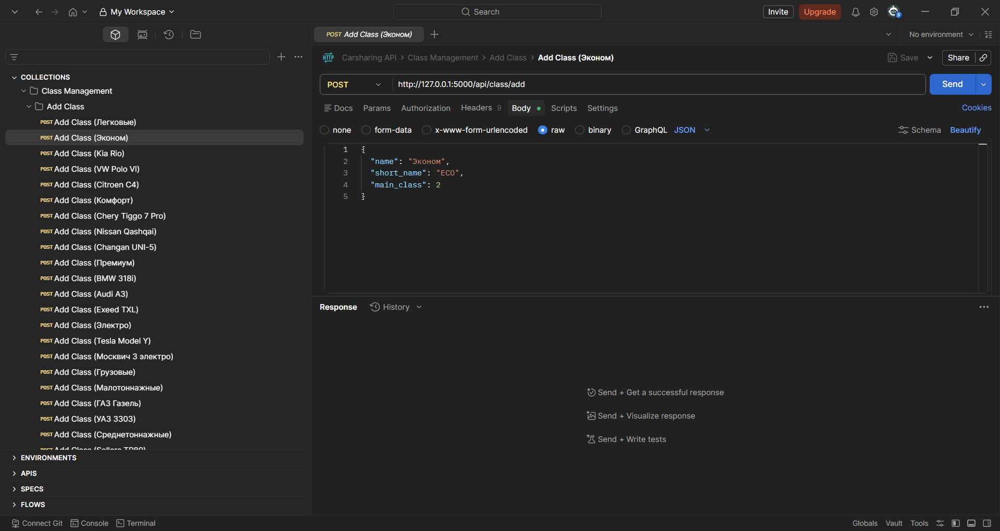 My Workspace
Search
Invite
Upgrade
POST Add Class (Эконом)
No environment
COLLECTIONS
Class Management
Add Class
POST Add Class (Легковые)
POST Add Class (Эконом)
POST Add Class (Kia Rio)
POST Add Class (VW Polo VI)
POST Add Class (Citroen C4)
POST Add Class (Комфорт)
POST Add Class (Chery Tiggo 7 Pro)
POST Add Class (Nissan Qashqai)
POST Add Class (Changan UNI-5)
POST Add Class (Премиум)
POST Add Class (BMW 318i)
POST Add Class (Audi A3)
POST Add Class (Exeed TXL)
POST Add Class (Электро)
POST Add Class (Tesla Model Y)
POST Add Class (Москвич 3 электро)
POST Add Class (Грузовые)
POST Add Class (Малотоннажные)
POST Add Class (ГАЗ Газель)
POST Add Class (УАЗ 3303)
POST Add Class (Среднетоннажные)
POST Add Class (Sollers TR80)
ENVIRONMENTS
APIS
SPECS
FLOWS
HTTP Carsharing API > Class Management > Add Class > Add Class (Эконом)
Save
Share
POST http://127.0.0.1:5000/api/class/add
Send
Docs Params Authorization Headers 9 Body Scripts Settings
Cookies
none form-data x-www-form-urlencoded raw binary GraphQL JSON
Schema Beautify
1 {
2 "name": "Эконом",
3 "short_name": "ECO",
4 "main_class": 2
5 }
Response History
Send + Get a successful response
Send + Visualize response
Send + Write tests
Connect Git Console Terminal
Globals Vault Tools